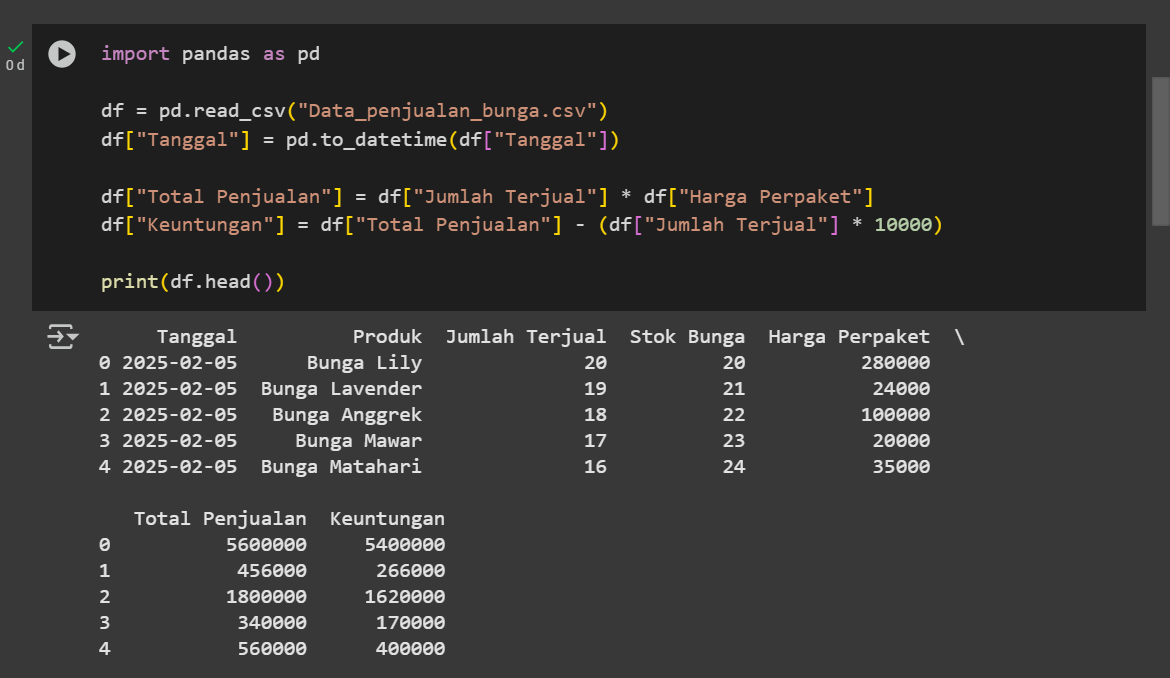 import pandas as pd
0 d
df = pd.read_csv("Data_penjualan_bunga.csv")
df["Tanggal"] = pd.to_datetime(df["Tanggal"])
df["Total Penjualan"] = df["Jumlah Terjual"] * df["Harga Perpaket"]
df["Keuntungan"] = df["Total Penjualan"] - (df["Jumlah Terjual"] * 10000)
print(df.head())
Tanggal Produk Jumlah Terjual Stok Bunga Harga Perpaket \
0 2025-02-05 Bunga Lily 20 20 280000
1 2025-02-05 Bunga Lavender 19 21 24000
2 2025-02-05 Bunga Anggrek 18 22 100000
3 2025-02-05 Bunga Mawar 17 23 20000
4 2025-02-05 Bunga Matahari 16 24 35000
Total Penjualan Keuntungan
0 5600000 5400000
1 456000 266000
2 1800000 1620000
3 340000 170000
4 560000 400000